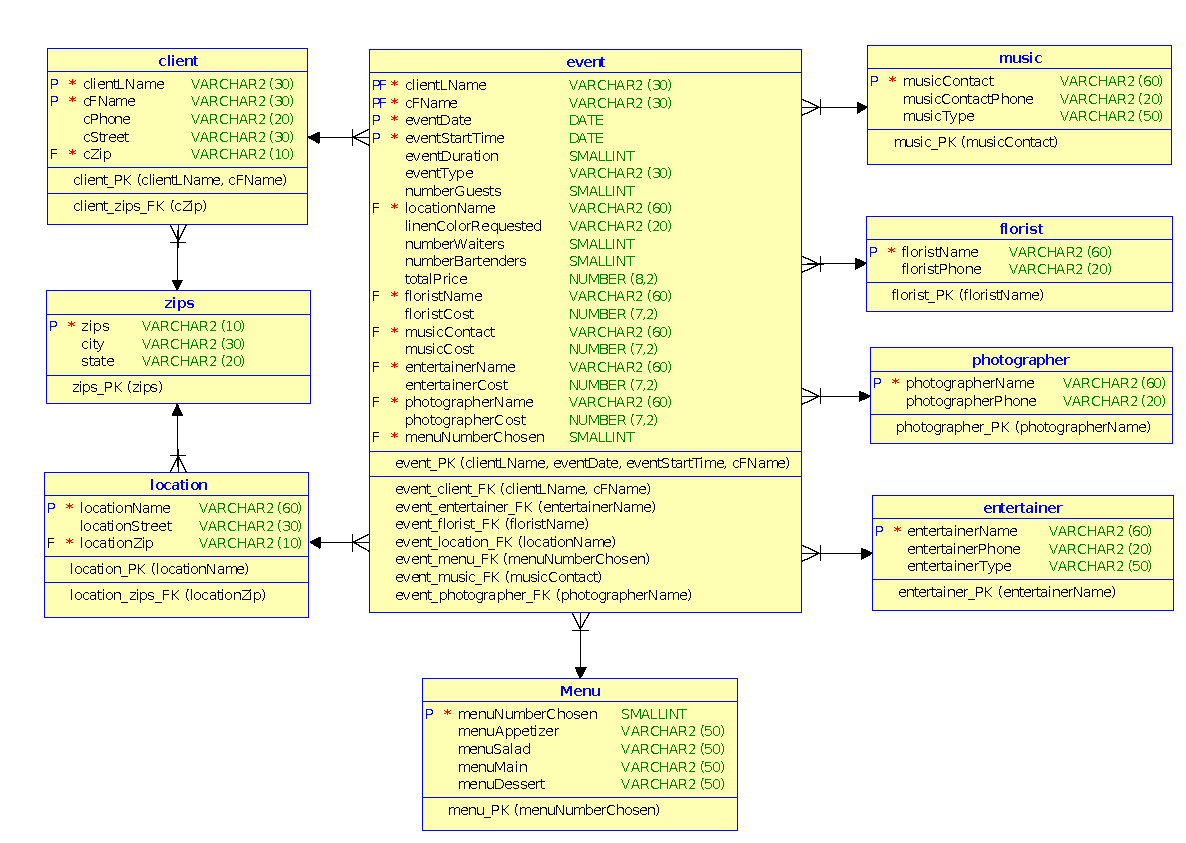 client
P * clientLName VARCHAR2 (30)
P * cFName VARCHAR2 (30)
cPhone VARCHAR2 (20)
cStreet VARCHAR2 (30)
F * cZip VARCHAR2 (10)
client_PK (clientLName, cFName)
client_zips_FK (cZip)
zips
P * zips VARCHAR2 (10)
city VARCHAR2 (30)
state VARCHAR2 (20)
zips_PK (zips)
location
P * locationName VARCHAR2 (60)
locationStreet VARCHAR2 (30)
F * locationZip VARCHAR2 (10)
location_PK (locationName)
location_zips_FK (locationZip)
event
PF * clientLName VARCHAR2 (30)
PF * cFName VARCHAR2 (30)
P * eventDate DATE
P * eventStartTime DATE
eventDuration SMALLINT
eventType VARCHAR2 (30)
numberGuests SMALLINT
F * locationName VARCHAR2 (60)
linenColorRequested VARCHAR2 (20)
numberWaiters SMALLINT
numberBartenders SMALLINT
totalPrice NUMBER (8,2)
F * floristName VARCHAR2 (60)
floristCost NUMBER (7,2)
F * musicContact VARCHAR2 (60)
musicCost NUMBER (7,2)
F * entertainerName VARCHAR2 (60)
entertainerCost NUMBER (7,2)
F * photographerName VARCHAR2 (60)
photographerCost NUMBER (7,2)
F * menuNumberChosen SMALLINT
event_PK (clientLName, eventDate, eventStartTime, cFName)
event_client_FK (clientLName, cFName)
event_entertainer_FK (entertainerName)
event_florist_FK (floristName)
event_location_FK (locationName)
event_menu_FK (menuNumberChosen)
event_music_FK (musicContact)
event_photographer_FK (photographerName)
Menu
P * menuNumberChosen SMALLINT
menuAppetizer VARCHAR2 (50)
menuSalad VARCHAR2 (50)
menuMain VARCHAR2 (50)
menuDessert VARCHAR2 (50)
menu_PK (menuNumberChosen)
music
P * musicContact VARCHAR2 (60)
musicContactPhone VARCHAR2 (20)
musicType VARCHAR2 (50)
music_PK (musicContact)
florist
P * floristName VARCHAR2 (60)
floristPhone VARCHAR2 (20)
florist_PK (floristName)
photographer
P * photographerName VARCHAR2 (60)
photographerPhone VARCHAR2 (20)
photographer_PK (photographerName)
entertainer
P * entertainerName VARCHAR2 (60)
entertainerPhone VARCHAR2 (20)
entertainerType VARCHAR2 (50)
entertainer_PK (entertainerName)